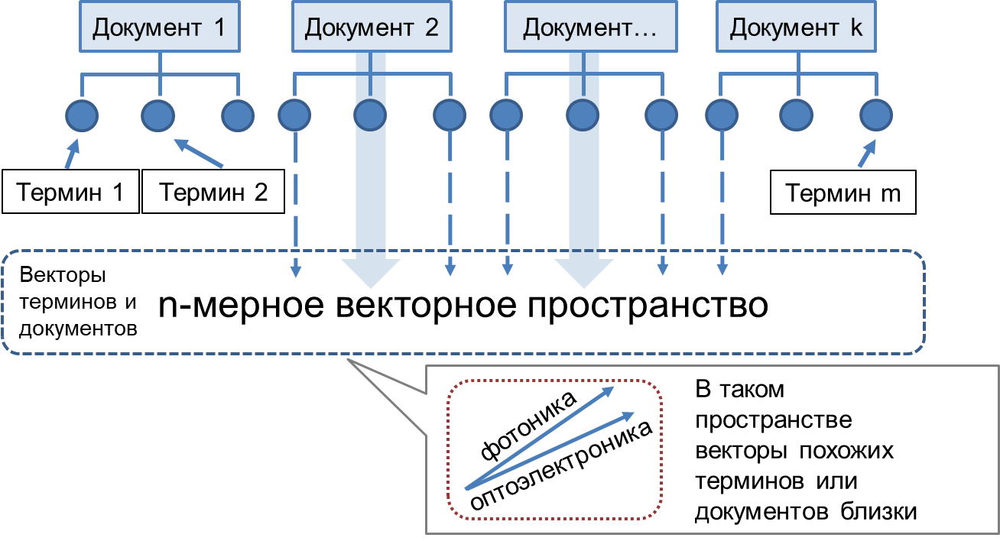 Документ 1
Документ 2
Документ…
Документ k
Термин 1
Термин 2
Термин m
Векторы
терминов и
документов
n-мерное векторное пространство
фотоника
оптоэлектроника
В таком
пространстве
векторы похожих
терминов или
документов близки